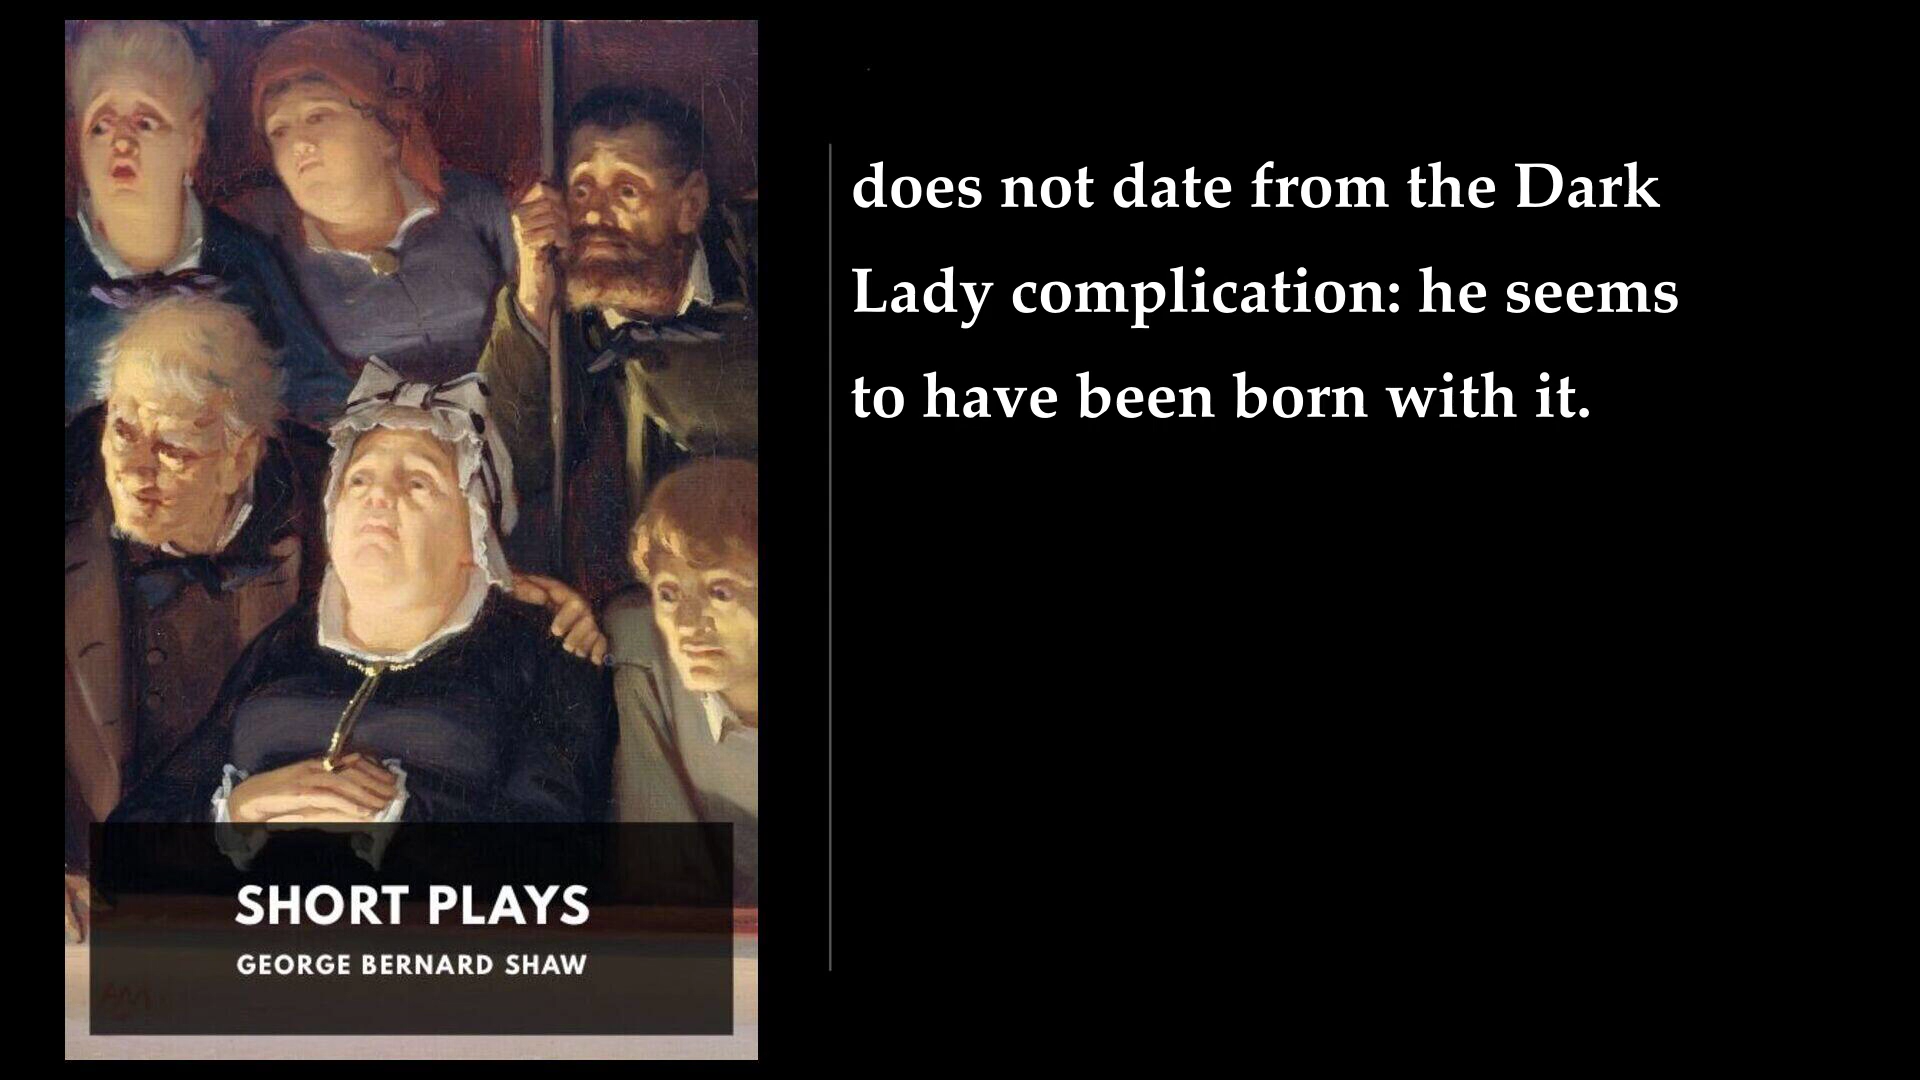 does not date from the Dark
Lady complication: he seems
to have been born with it.
SHORT PLAYS
GEORGE BERNARD SHAW